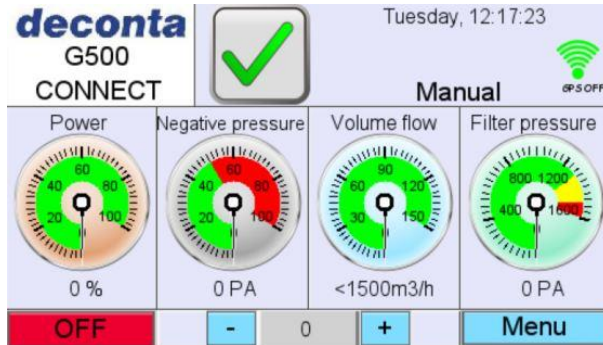 deconta
G500
CONNECT
Tuesday, 12:17:23
Manual
GPS OFF
Power
Negative pressure
Volume flow
Filter pressure
20 40 60 80 100
20 40 60 80 100
30 60 90 120 150
400 800 1200 1600
0 %
0 PA
<1500m3/h
0 PA
OFF
-
0
+
Menu